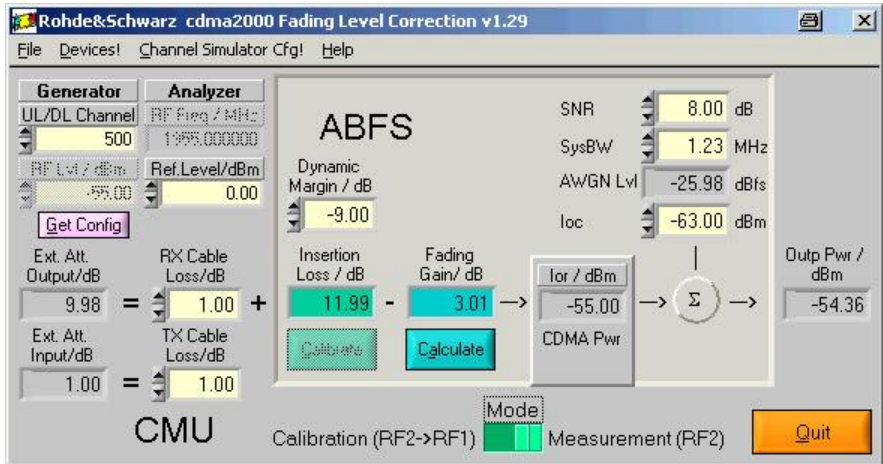 Rohde&Schwarz cdma2000 Fading Level Correction v1.29
File Devices! Channel Simulator Cfg! Help
Generator
UL/DL Channel
500
RF Lvl / dBm
-55.00
Get Config
Analyzer
RF Freq / MHz
1955.000000
Ref.Level/dBm
0.00
ABFS
Dynamic
Margin / dB
-9.00
SNR 8.00 dB
SysBW 1.23 MHz
AWGN Lvl -25.98 dBfs
Ioc -63.00 dBm
Ext. Att.
Output/dB
9.98
=
RX Cable
Loss/dB
1.00
+
Insertion
Loss / dB
11.99
-
Fading
Gain/ dB
3.01
Ior / dBm
-55.00
CDMA Pwr
Σ
Outp Pwr /
dBm
-54.36
Calibrate
Calculate
Ext. Att.
Input/dB
1.00
=
TX Cable
Loss/dB
1.00
CMU
Mode
Calibration (RF2->RF1) Measurement (RF2)
Quit